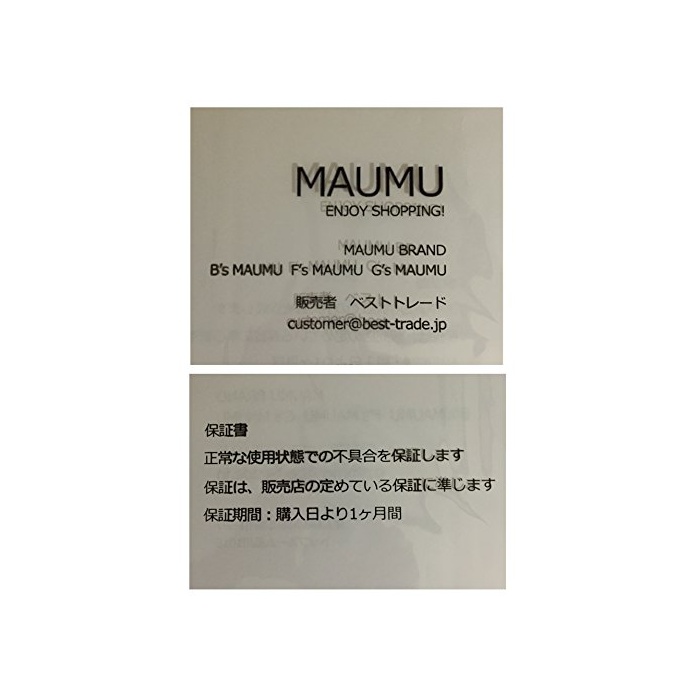 MAUMU
ENJOY SHOPPING!
MAUMU BRAND
B's MAUMU F's MAUMU G's MAUMU
販売者　ベストトレード
customer@best-trade.jp
保証書
正常な使用状態での不具合を保証します
保証は、販売店の定めている保証に準じます
保証期間：購入日より1ヶ月間